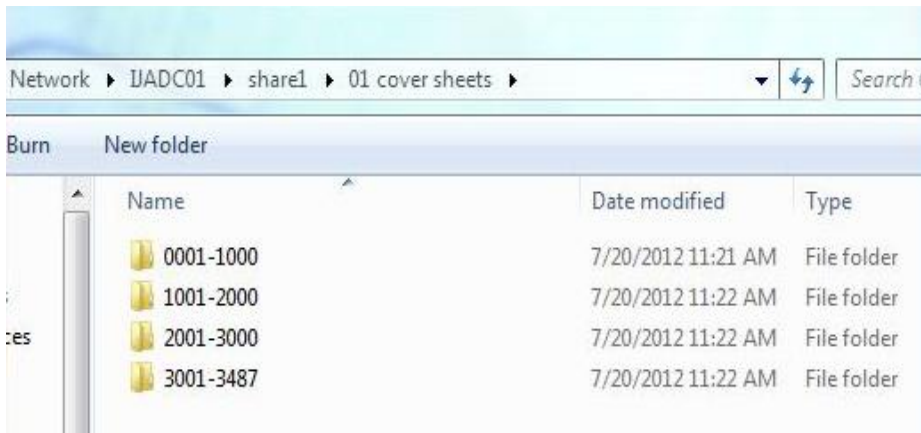 Network ▸ IJADC01 ▸ share1 ▸ 01 cover sheets ▸ Search
Burn New folder
Name Date modified Type
0001-1000 7/20/2012 11:21 AM File folder
1001-2000 7/20/2012 11:22 AM File folder
ces 2001-3000 7/20/2012 11:22 AM File folder
3001-3487 7/20/2012 11:22 AM File folder